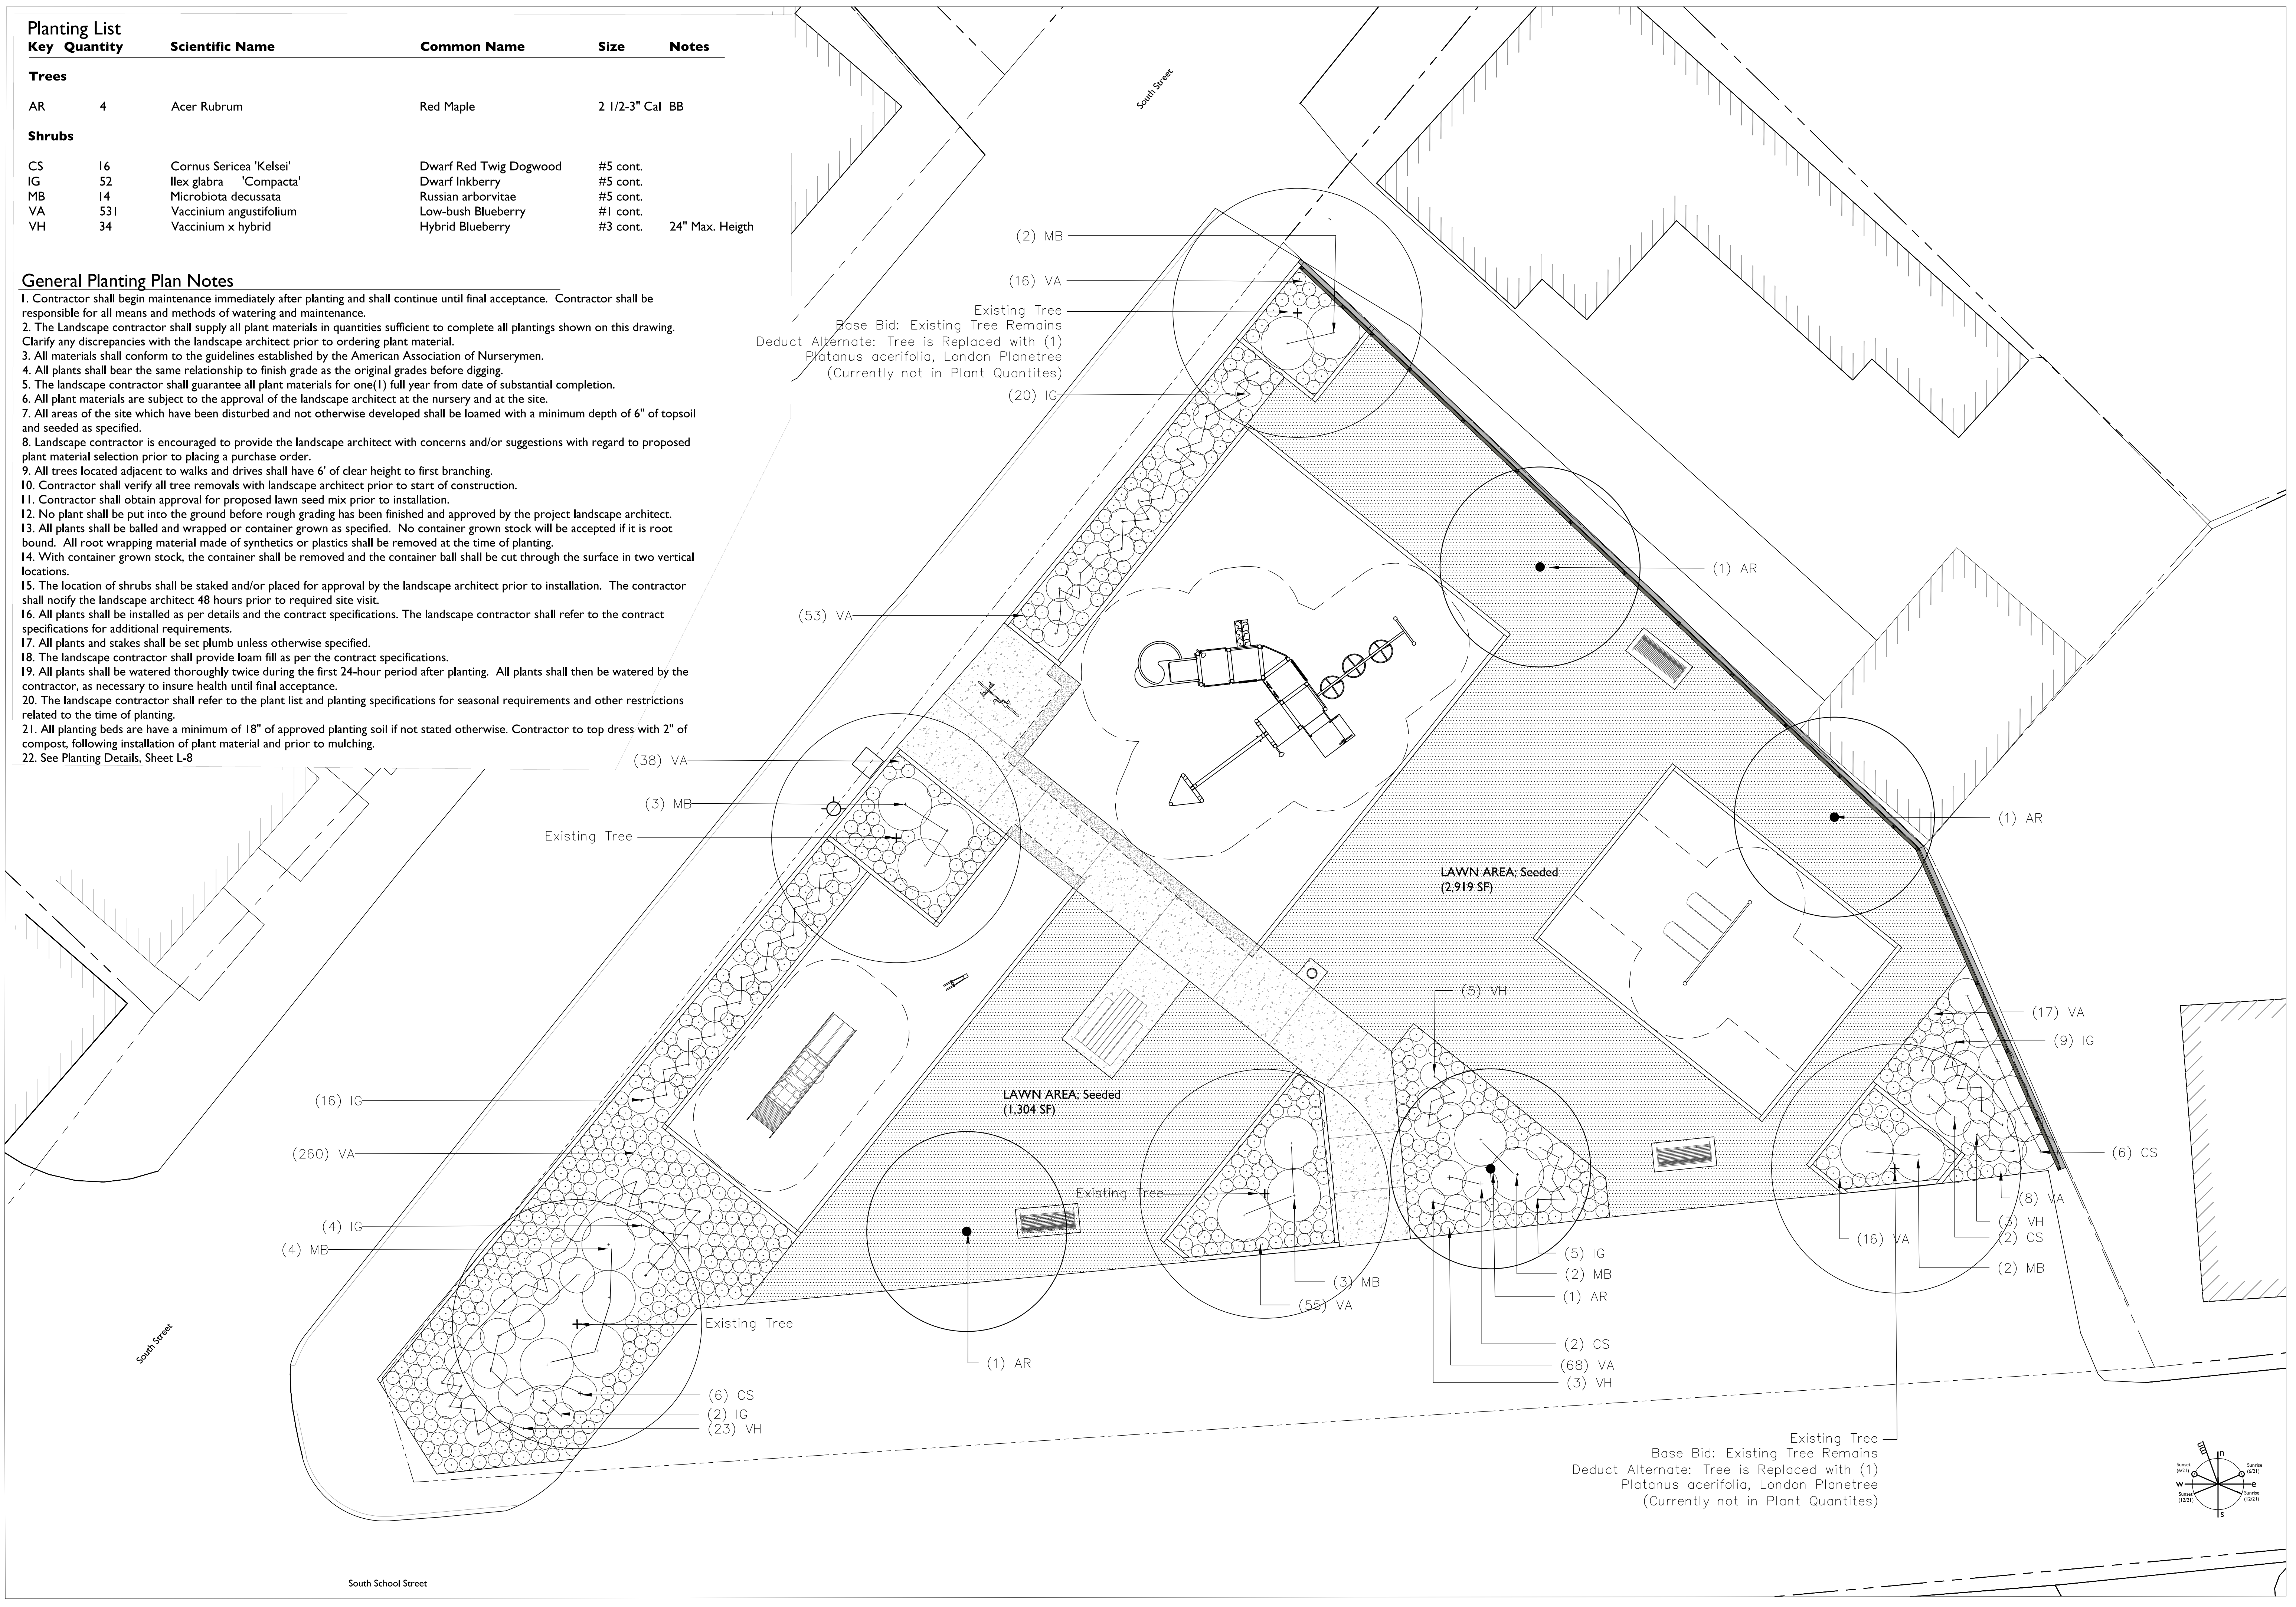 Planting List
Key Quantity Scientific Name Common Name Size Notes
Trees
AR 4 Acer Rubrum Red Maple 2 1/2-3" Cal BB
Shrubs
CS 16 Cornus Sericea 'Kelsei' Dwarf Red Twig Dogwood #5 cont.
IG 52 Ilex glabra 'Compacta' Dwarf Inkberry #5 cont.
MB 14 Microbiota decussata Russian arborvitae #5 cont.
VA 531 Vaccinium angustifolium Low-bush Blueberry #1 cont.
VH 34 Vaccinium x hybrid Hybrid Blueberry #3 cont. 24" Max. Heigth
General Planting Plan Notes
1. Contractor shall begin maintenance immediately after planting and shall continue until final acceptance. Contractor shall be
responsible for all means and methods of watering and maintenance.
2. The Landscape contractor shall supply all plant materials in quantities sufficient to complete all plantings shown on this drawing.
Clarify any discrepancies with the landscape architect prior to ordering plant material.
3. All materials shall conform to the guidelines established by the American Association of Nurserymen.
4. All plants shall bear the same relationship to finish grade as the original grades before digging.
5. The landscape contractor shall guarantee all plant materials for one(1) full year from date of substantial completion.
6. All plant materials are subject to the approval of the landscape architect at the nursery and at the site.
7. All areas of the site which have been disturbed and not otherwise developed shall be loamed with a minimum depth of 6" of topsoil
and seeded as specified.
8. Landscape contractor is encouraged to provide the landscape architect with concerns and/or suggestions with regard to proposed
plant material selection prior to placing a purchase order.
9. All trees located adjacent to walks and drives shall have 6' of clear height to first branching.
10. Contractor shall verify all tree removals with landscape architect prior to start of construction.
11. Contractor shall obtain approval for proposed lawn seed mix prior to installation.
12. No plant shall be put into the ground before rough grading has been finished and approved by the project landscape architect.
13. All plants shall be balled and wrapped or container grown as specified. No container grown stock will be accepted if it is root
bound. All root wrapping material made of synthetics or plastics shall be removed at the time of planting.
14. With container grown stock, the container shall be removed and the container ball shall be cut through the surface in two vertical
locations.
15. The location of shrubs shall be staked and/or placed for approval by the landscape architect prior to installation. The contractor
shall notify the landscape architect 48 hours prior to required site visit.
16. All plants shall be installed as per details and the contract specifications. The landscape contractor shall refer to the contract
specifications for additional requirements.
17. All plants and stakes shall be set plumb unless otherwise specified.
18. The landscape contractor shall provide loam fill as per the contract specifications.
19. All plants shall be watered thoroughly twice during the first 24-hour period after planting. All plants shall then be watered by the
contractor, as necessary to insure health until final acceptance.
20. The landscape contractor shall refer to the plant list and planting specifications for seasonal requirements and other restrictions
related to the time of planting.
21. All planting beds are have a minimum of 18" of approved planting soil if not stated otherwise. Contractor to top dress with 2" of
compost, following installation of plant material and prior to mulching.
22. See Planting Details, Sheet L-8
South Street
(2) MB
(16) VA
Existing Tree
Base Bid: Existing Tree Remains
Deduct Alternate: Tree is Replaced with (1)
Platanus acerifolia, London Planetree
(Currently not in Plant Quantites)
(20) IG
(1) AR
(53) VA
(38) VA
(3) MB
(1) AR
Existing Tree
LAWN AREA; Seeded
(2,919 SF)
(5) VH
(17) VA
(9) IG
LAWN AREA; Seeded
(1,304 SF)
(16) IG
(260) VA
(6) CS
Existing Tree
(8) VA
(3) VH
(2) CS
(16) VA
(2) MB
(4) IG
(4) MB
(5) IG
(2) MB
(1) AR
(3) MB
(55) VA
Existing Tree
(2) CS
(68) VA
(3) VH
(1) AR
(6) CS
(2) IG
(23) VH
South Street
Existing Tree
Base Bid: Existing Tree Remains
Deduct Alternate: Tree is Replaced with (1)
Platanus acerifolia, London Planetree
(Currently not in Plant Quantites)
n
Sunset
(6/21)
Sunrise
(6/21)
w
e
Sunset
(12/21)
Sunrise
(12/21)
s
South School Street